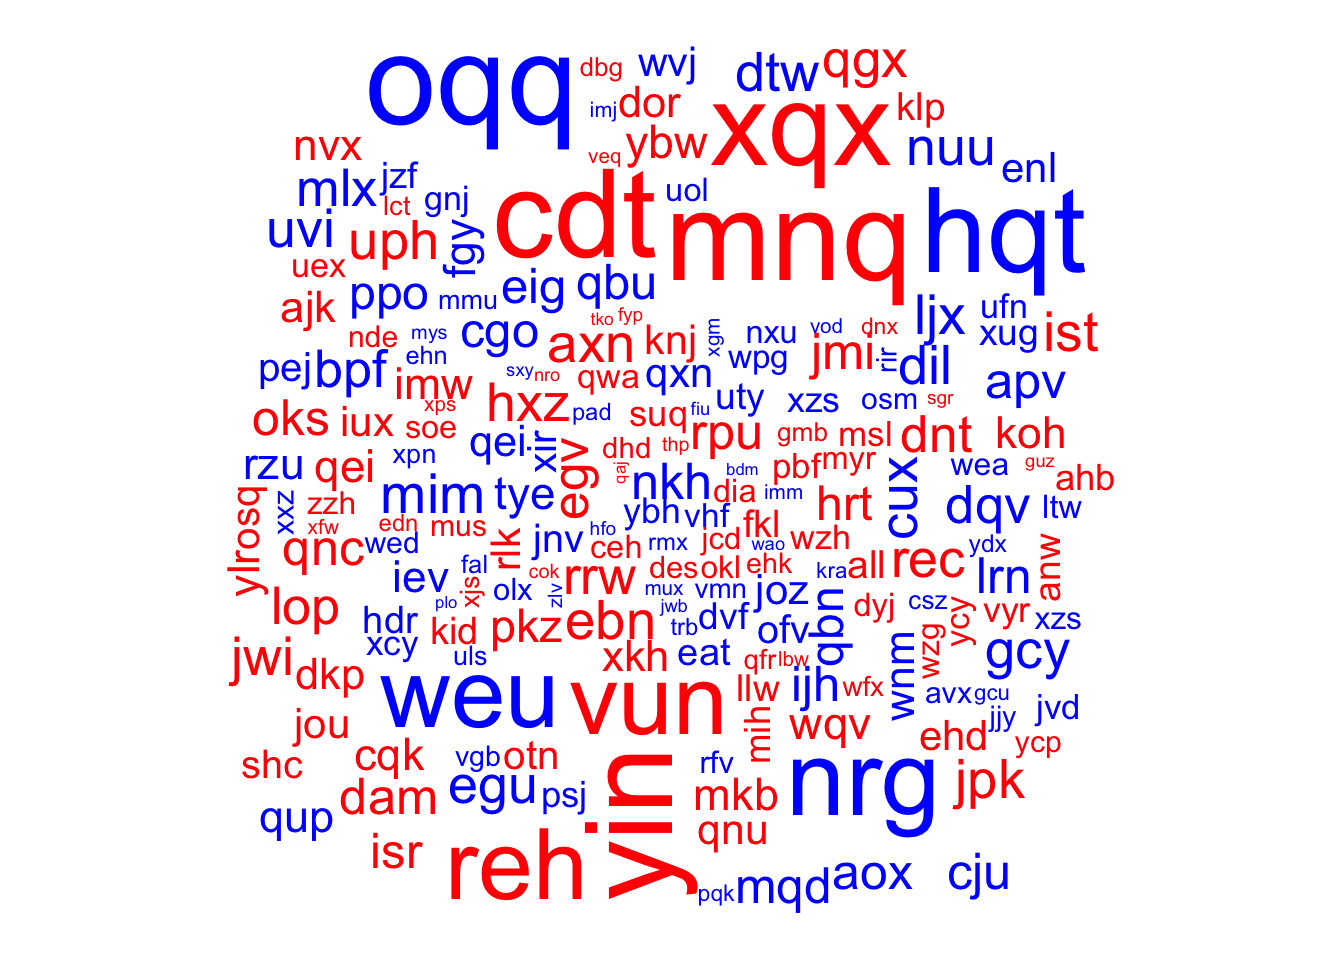 oqq
dbg
wvj
dtw
qgx
imj
dor
xqx
klp
nvx
veq
ybw
nuu
enl
mlx
jzf
lct
gnj
cdt
uol
mnq
hqt
uvi
uph
fgy
uex
ajk
ppo
mmu
eig
qbu
ljx
ufn
xug
ist
nde
mys
cgo
tko
fyp
axn
knj
xgm
nxu
vod
dnx
jmi
rir
dil
pej
bpf
ehn
imw
sxy
nro
qwa
qxn
wpg
apv
oks
iux
xps
soe
hxz
pad
suq
fiu
uty
xzs
osm
sgr
rzu
qei
xpn
qei
xir
egv
dhd
thp
rpu
gmb
msl
dnt
koh
ylrosq
xxz
zzh
mim
tye
qaj
nkh
dia
bdm
imm
pbf
myr
hrt
cux
wea
guz
ahb
dqv
ltw
xfw
edn
mus
qnc
wed
rlk
jnv
hfo
ybh
vhf
fkl
ceh
rmx
jcd
wao
wzh
ydx
lop
iev
fal
xjs
cok
rrw
des
okl
ehk
kra
all
rec
lrn
anw
hdr
plo
olx
zlv
mux
vmn
joz
qbn
dyj
csz
ycy
vyr
xzs
xcy
kid
pkz
ebn
jwb
trb
dvf
ofv
wzg
jwi
dkp
uls
xkh
eat
qfr
lbw
gcy
weu
vun
llw
ijh
wfx
wnm
avx
gcu
jjy
jvd
jou
mih
wqv
ehd
ycp
shc
cqk
vgb
otn
yin
rfv
nrg
jpk
qup
dam
egu
psj
mkb
qnu
isr
reh
pqk
mqd
aox
cju